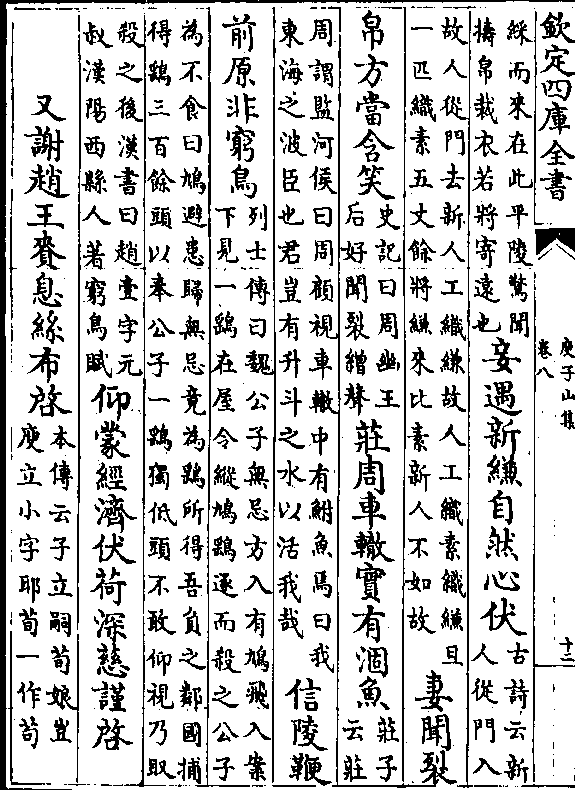 欽定四庫全書
庾子山集
卷八
十二
綵而來在此平陵驚聞
擣帛裁衣若將寄遠也
妾遇新縑自然心伏
古詩云新
人從門入
故人從門去新人工織縑故人工織素織縑日
一匹織素五丈餘將縑來比素新人不如故
妻聞裂
帛方當含笑
史記曰周幽王
后好聞裂繒聲
莊周車轍實有涸魚
莊子
云莊
周謂監河侯曰周顧視車轍中有鮒魚焉曰我
東海之波臣也君豈有升斗之水以活我哉
信陵鞭
前原非窮鳥
列士傳曰魏公子無忌方入有鳩飛入案
下見一鷂在屋令縱鳩鷂逐而殺之公子
為不食曰鳩避患歸無忌竟為鷂所得吾負之鄰國捕
得鷂三百餘頭以奉公子一鷂獨低頭不敢仰視乃取
殺之後漢書曰趙壹字元
叔漢陽西縣人著窮鳥賦
仰蒙經濟伏荷深慈謹啓
又謝趙王賚息絲布啓
本傳云子立嗣荀娘豈
庾立小字耶荀一作苟